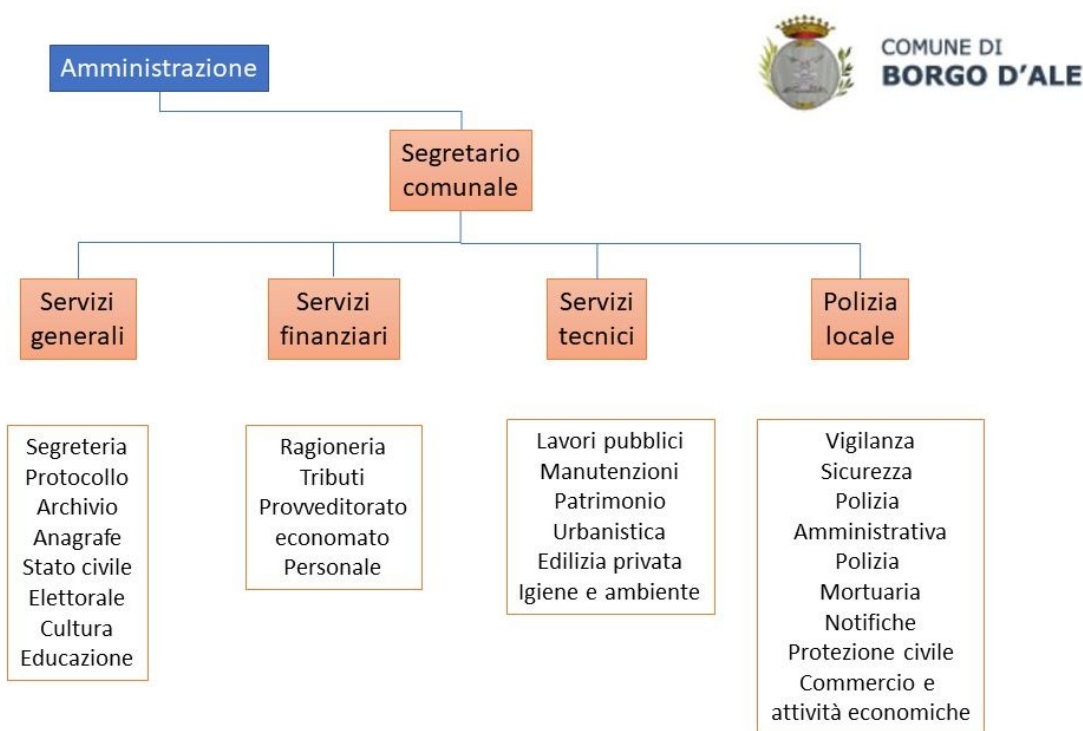 Amministrazione
COMUNE DI
BORGO D'ALE
Segretario
comunale
Servizi
generali
Servizi
finanziari
Servizi
tecnici
Polizia
locale
Segreteria
Protocollo
Archivio
Anagrafe
Stato civile
Elettorale
Cultura
Educazione
Ragioneria
Tributi
Provveditorato
economato
Personale
Lavori pubblici
Manutenzioni
Patrimonio
Urbanistica
Edilizia privata
Igiene e ambiente
Vigilanza
Sicurezza
Polizia
Amministrativa
Polizia
Mortuaria
Notifiche
Protezione civile
Commercio e
attività economiche